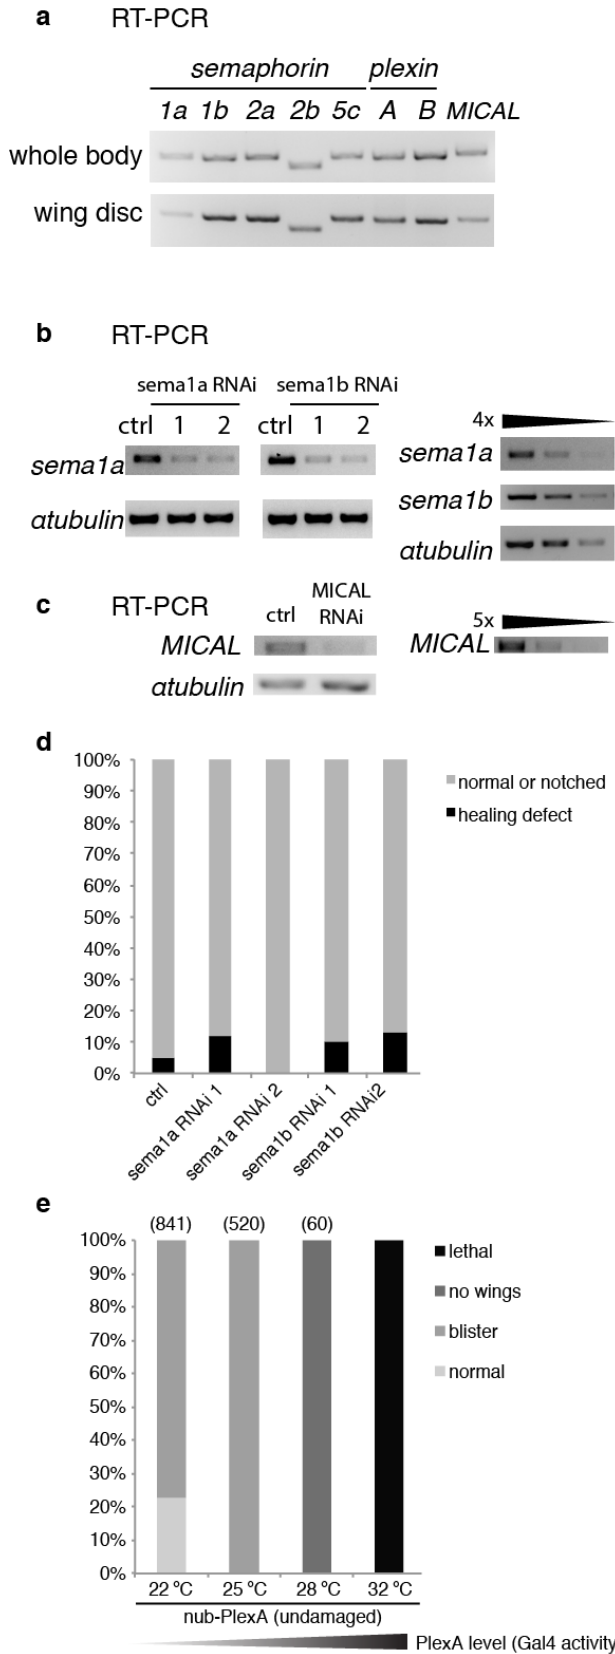 a RT-PCR
semaphorin plexin
1a 1b 2a 2b 5c A B MICAL
whole body
wing disc
b RT-PCR
sema1a RNAi sema1b RNAi
ctrl 1 2 ctrl 1 2
sema1a
αtubulin
4x
sema1a
sema1b
αtubulin
c RT-PCR
ctrl MICAL
RNAi
MICAL
αtubulin
5x
MICAL
d
100%
90%
80%
70%
60%
50%
40%
30%
20%
10%
0%
normal or notched
healing defect
ctrl
sema1a RNAi 1
sema1a RNAi 2
sema1b RNAi 1
sema1b RNAi2
e
(841) (520) (60)
100%
90%
80%
70%
60%
50%
40%
30%
20%
10%
0%
lethal
no wings
blister
normal
22 ºC 25 ºC 28 ºC 32 ºC
nub-PlexA (undamaged)
PlexA level (Gal4 activity